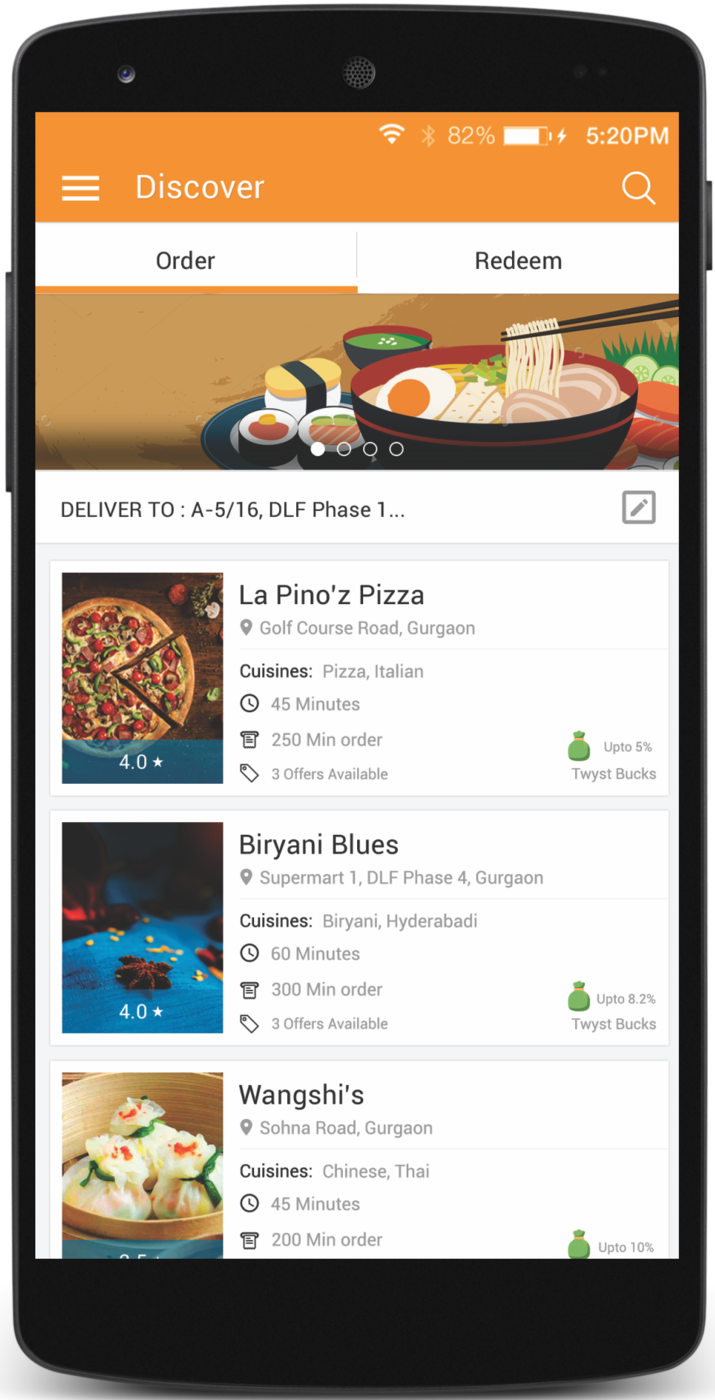 82% 5:20PM
Discover
Order Redeem
DELIVER TO : A-5/16, DLF Phase 1...
La Pino'z Pizza
Golf Course Road, Gurgaon
Cuisines: Pizza, Italian
45 Minutes
250 Min order
Upto 5%
4.0 ★
3 Offers Available
Twyst Bucks
Biryani Blues
Supermart 1, DLF Phase 4, Gurgaon
Cuisines: Biryani, Hyderabadi
60 Minutes
300 Min order
Upto 8.2%
4.0 ★
3 Offers Available
Twyst Bucks
Wangshi's
Sohna Road, Gurgaon
Cuisines: Chinese, Thai
45 Minutes
200 Min order
Upto 10%